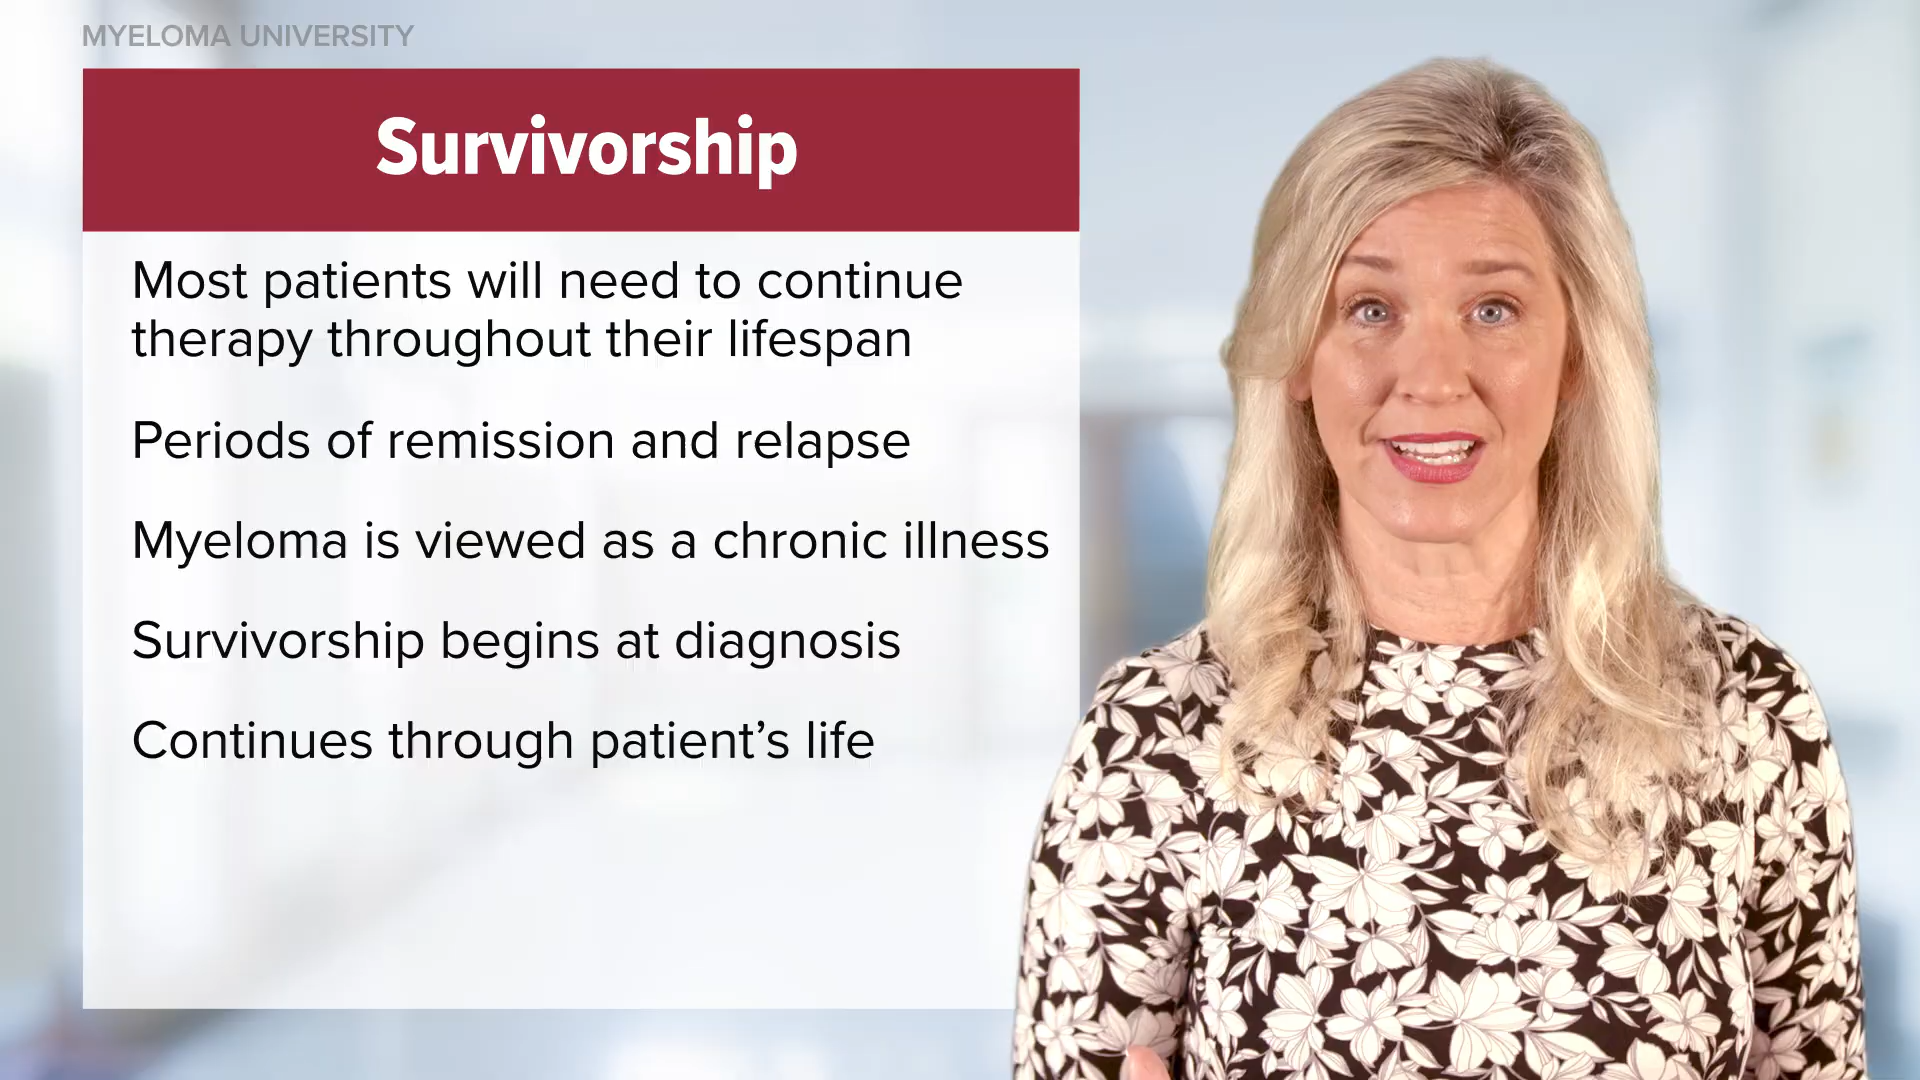 MYELOMA UNIVERSITY
Survivorship
Most patients will need to continue
therapy throughout their lifespan
Periods of remission and relapse
Myeloma is viewed as a chronic illness
Survivorship begins at diagnosis
Continues through patient’s life